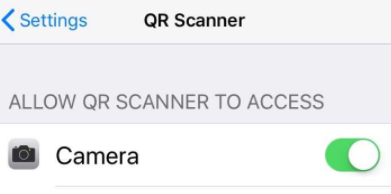 Settings
QR Scanner
ALLOW QR SCANNER TO ACCESS
Camera